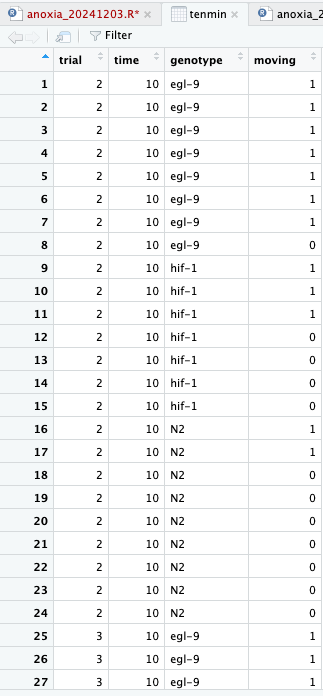 anoxia_20241203.R* × tenmin × anoxia_2
Filter
trial time genotype moving
1 2 10 egl-9 1
2 2 10 egl-9 1
3 2 10 egl-9 1
4 2 10 egl-9 1
5 2 10 egl-9 1
6 2 10 egl-9 1
7 2 10 egl-9 1
8 2 10 egl-9 0
9 2 10 hif-1 1
10 2 10 hif-1 1
11 2 10 hif-1 1
12 2 10 hif-1 0
13 2 10 hif-1 0
14 2 10 hif-1 0
15 2 10 hif-1 0
16 2 10 N2 1
17 2 10 N2 1
18 2 10 N2 0
19 2 10 N2 0
20 2 10 N2 0
21 2 10 N2 0
22 2 10 N2 0
23 2 10 N2 0
24 2 10 N2 0
25 3 10 egl-9 1
26 3 10 egl-9 1
27 3 10 egl-9 1